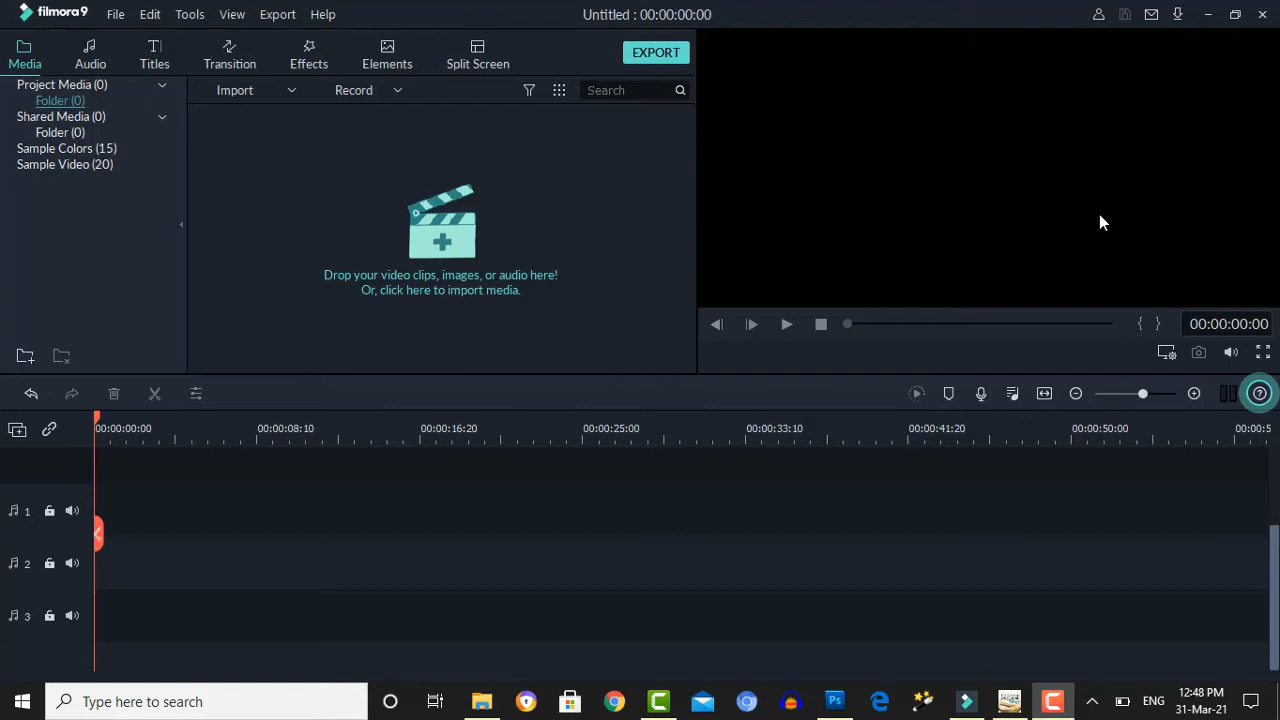 filmora9 File Edit Tools View Export Help Untitled : 00:00:00:00
Media Audio Titles Transition Effects Elements Split Screen EXPORT
Project Media (0)
Folder (0)
Shared Media (0)
Folder (0)
Sample Colors (15)
Sample Video (20)
Import Record Search
Drop your video clips, images, or audio here!
Or, click here to import media.
00:00:00:00
00:00:00:00 00:00:08:10 00:00:16:20 00:00:25:00 00:00:33:10 00:00:41:20 00:00:50:00 00:00:5
1
2
3
Type here to search
Ps
ENG
12:48 PM
31-Mar-21